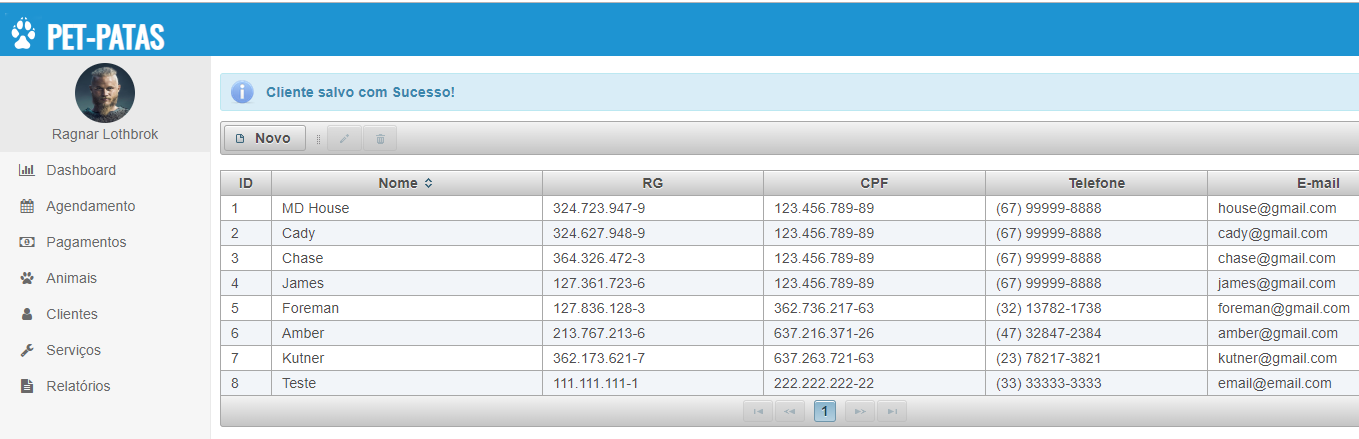 PET-PATAS
Ragnar Lothbrok
Dashboard
Agendamento
Pagamentos
Animais
Clientes
Serviços
Relatórios
Cliente salvo com Sucesso!
Novo
ID Nome RG CPF Telefone E-mail
1 MD House 324.723.947-9 123.456.789-89 (67) 99999-8888 house@gmail.com
2 Cady 324.627.948-9 123.456.789-89 (67) 99999-8888 cady@gmail.com
3 Chase 364.326.472-3 123.456.789-89 (67) 99999-8888 chase@gmail.com
4 James 127.361.723-6 123.456.789-89 (67) 99999-8888 james@gmail.com
5 Foreman 127.836.128-3 362.736.217-63 (32) 13782-1738 foreman@gmail.com
6 Amber 213.767.213-6 637.216.371-26 (47) 32847-2384 amber@gmail.com
7 Kutner 362.173.621-7 637.263.721-63 (23) 78217-3821 kutner@gmail.com
8 Teste 111.111.111-1 222.222.222-22 (33) 33333-3333 email@email.com
1